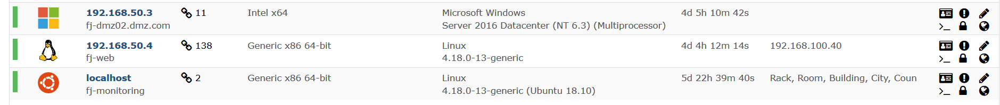 192.168.50.3 11 Intel x64 Microsoft Windows 4d 5h 10m 42s
fj-dmz02.dmz.com Server 2016 Datacenter (NT 6.3) (Multiprocessor)
192.168.50.4 138 Generic x86 64-bit Linux 4d 4h 12m 14s 192.168.100.40
fj-web 4.18.0-13-generic
localhost 2 Generic x86 64-bit Linux 5d 22h 39m 40s Rack, Room, Building, City, Coun
fj-monitoring 4.18.0-13-generic (Ubuntu 18.10)